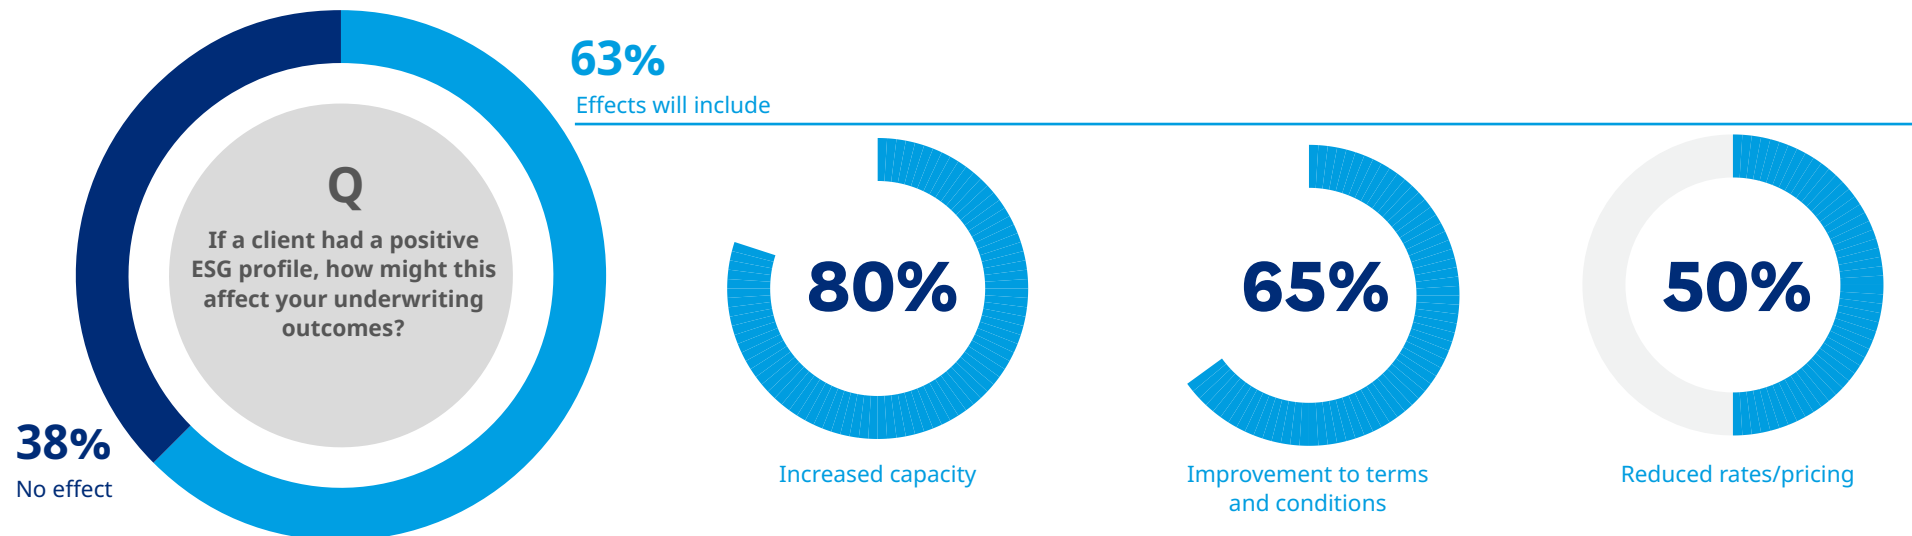 Q
If a client had a positive
ESG profile, how might this
affect your underwriting
outcomes?
38%
No effect
63%
Effects will include
80%
Increased capacity
65%
Improvement to terms
and conditions
50%
Reduced rates/pricing